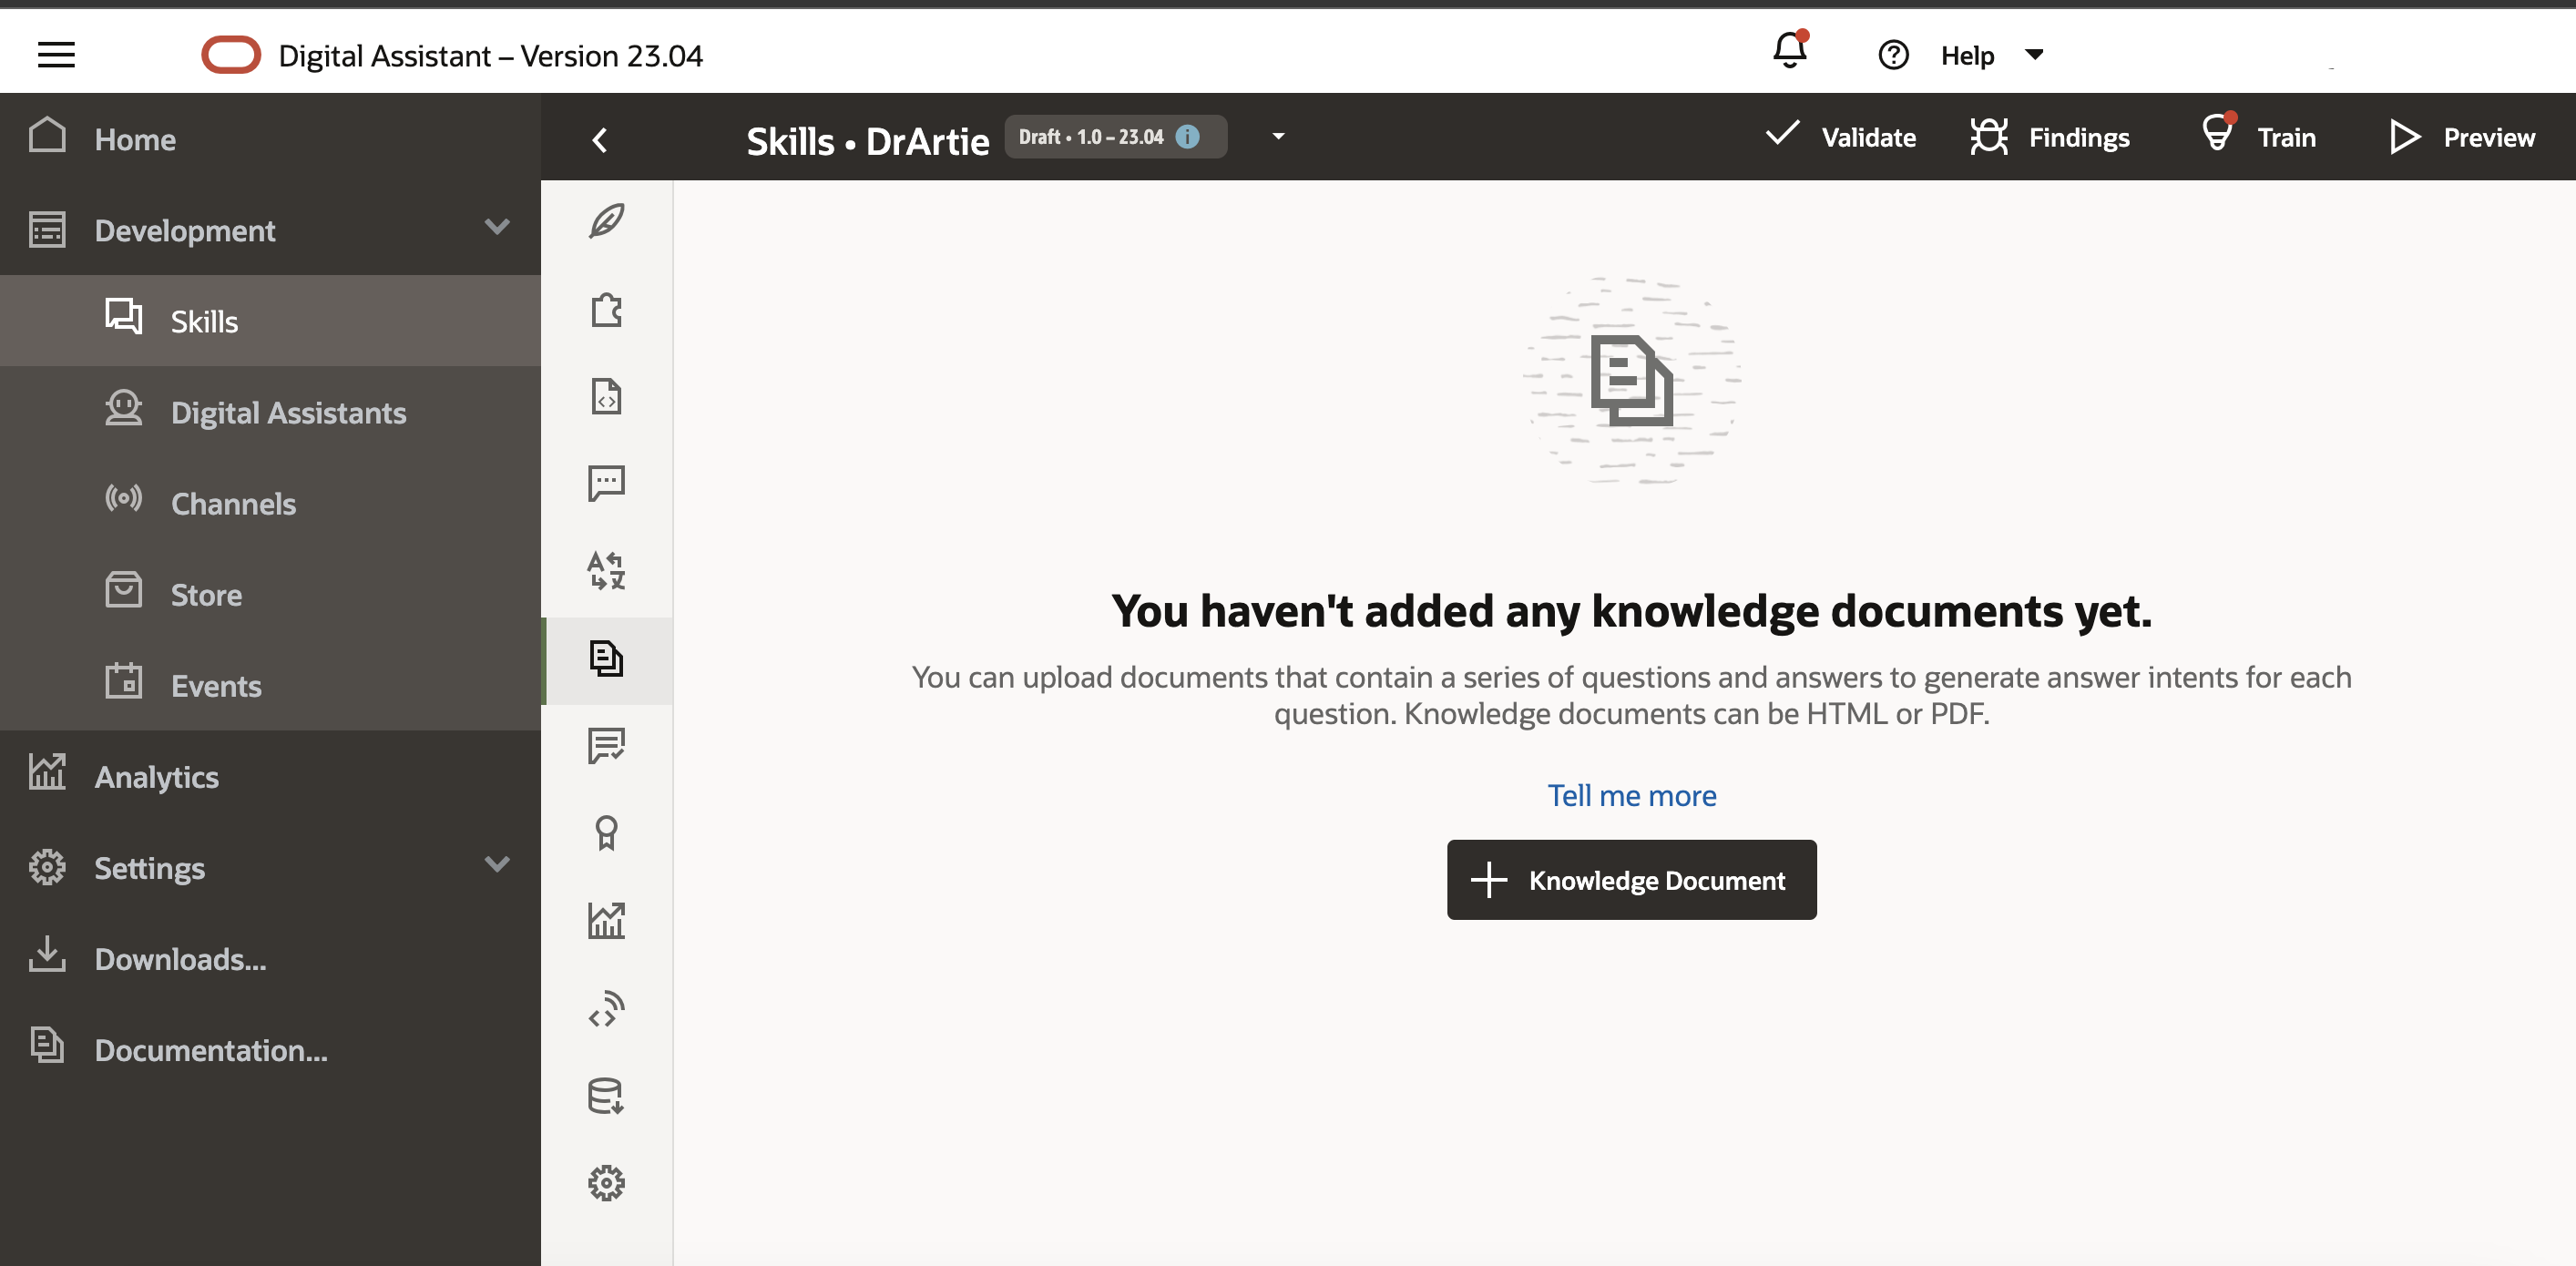 Digital Assistant – Version 23.04
Help
Home
Development
Skills
Digital Assistants
Channels
Store
Events
Analytics
Settings
Downloads...
Documentation...
Skills • DrArtie
Draft • 1.0 – 23.04
Validate
Findings
Train
Preview
You haven't added any knowledge documents yet.
You can upload documents that contain a series of questions and answers to generate answer intents for each
question. Knowledge documents can be HTML or PDF.
Tell me more
Knowledge Document